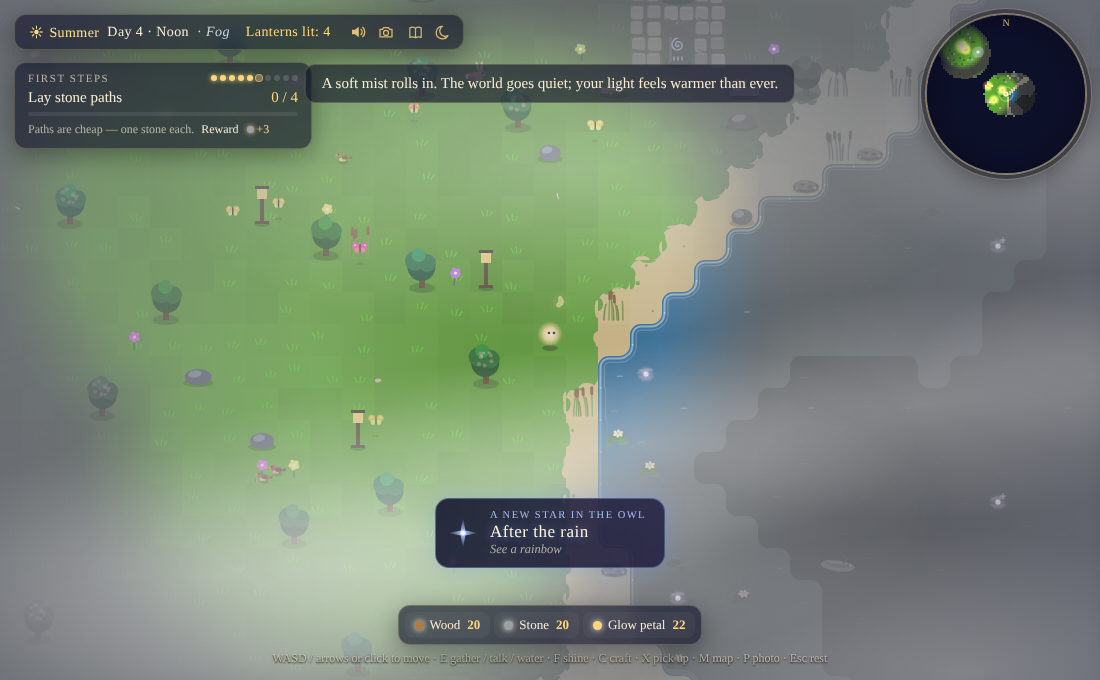 Summer Day 4 · Noon · Fog Lanterns lit: 4
N
FIRST STEPS
Lay stone paths 0 / 4
Paths are cheap — one stone each. Reward +3
A soft mist rolls in. The world goes quiet; your light feels warmer than ever.
A NEW STAR IN THE OWL
After the rain
See a rainbow
Wood 20 Stone 20 Glow petal 22
WASD / arrows or click to move · E gather / talk / water · F shine · C craft · X pick up · M map · P photo · Esc rest